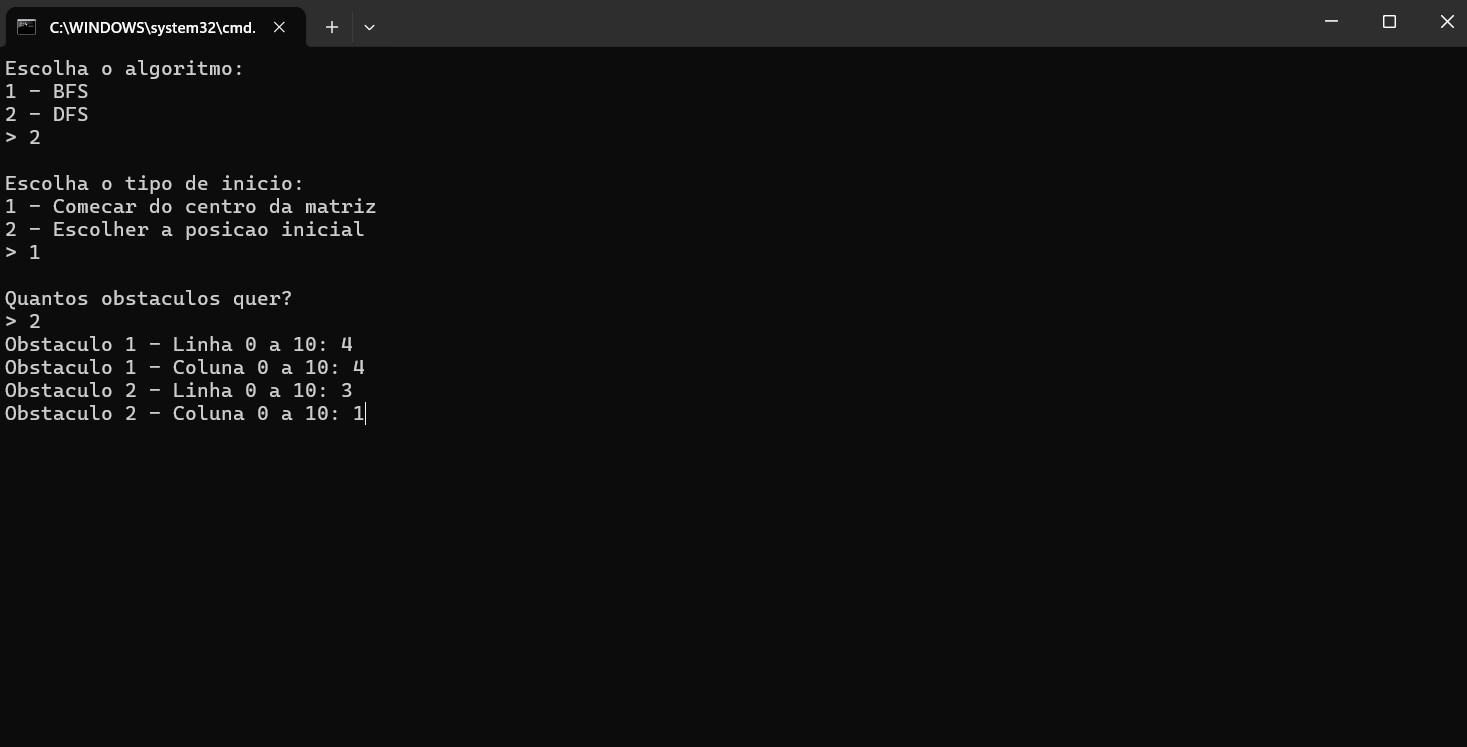 C:\WINDOWS\system32\cmd.
Escolha o algoritmo:
1 - BFS
2 - DFS
> 2
Escolha o tipo de inicio:
1 - Comecar do centro da matriz
2 - Escolher a posicao inicial
> 1
Quantos obstaculos quer?
> 2
Obstaculo 1 - Linha 0 a 10: 4
Obstaculo 1 - Coluna 0 a 10: 4
Obstaculo 2 - Linha 0 a 10: 3
Obstaculo 2 - Coluna 0 a 10: 1